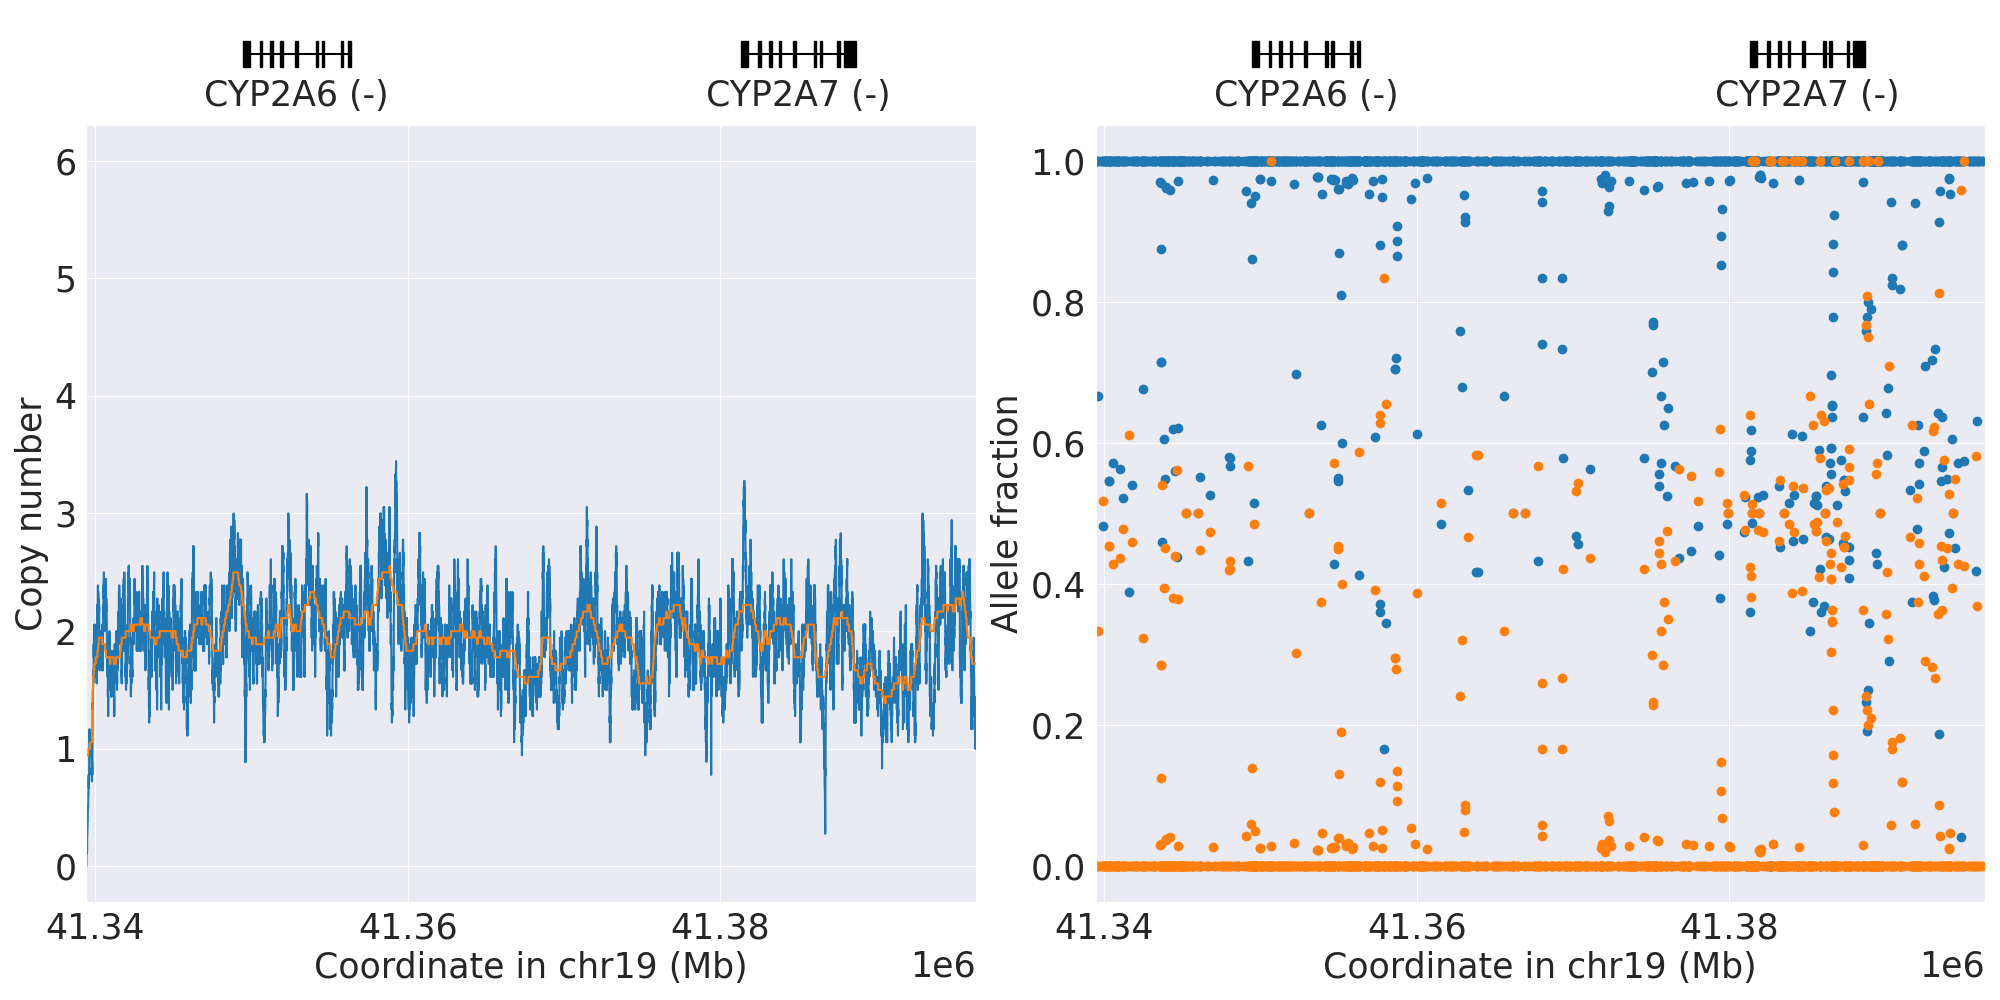 CYP2A6 (-)
CYP2A7 (-)
6
5
4
3
2
1
0
Copy number
41.34
41.36
41.38
Coordinate in chr19 (Mb)
1e6
CYP2A6 (-)
CYP2A7 (-)
1.0
0.8
0.6
0.4
0.2
0.0
Allele fraction
41.34
41.36
41.38
Coordinate in chr19 (Mb)
1e6